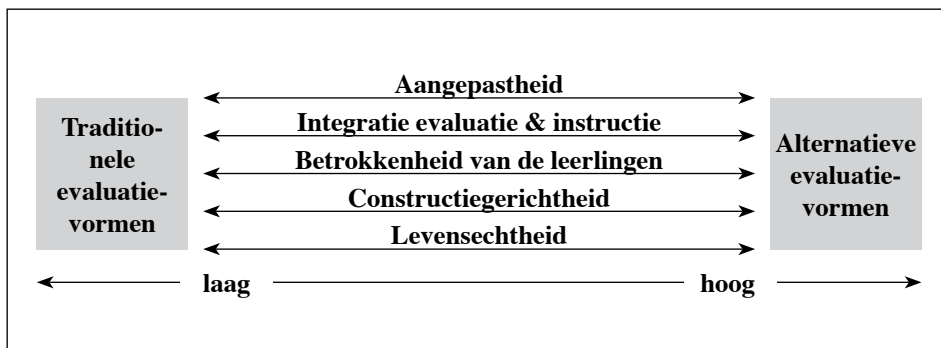 Aangepastheid
Integratie evaluatie & instructie
Betrokkenheid van de leerlingen
Constructiegerichtheid
Levensechtheid
Traditio-
nele
evaluatie-
vormen
Alternatieve
evaluatie-
vormen
laag
hoog